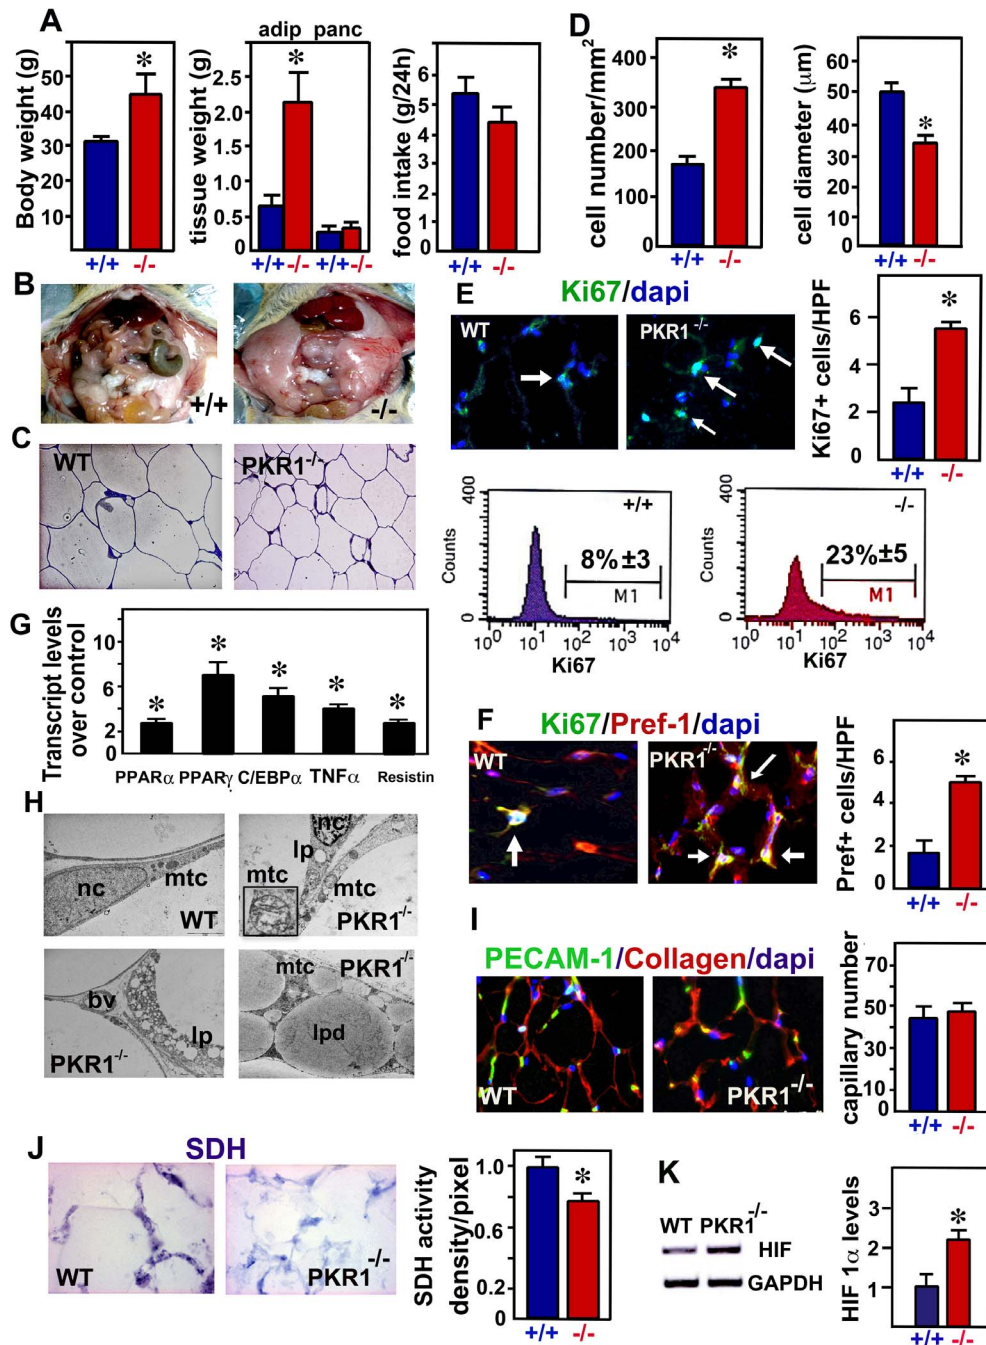 A
Body weight (g)
50
40
30
20
10
+/+ -/-
*
tissue weight (g)
adip panc
2.5
2.0
1.5
1.0
0.5
0
+/+ -/- +/+ -/-
*
food intake (g/24h)
6
5
4
3
2
0
+/+ -/-
D
cell number/mm²
400
300
200
100
0
+/+ -/-
*
cell diameter (μm)
60
50
40
30
20
0
+/+ -/-
*
B
+/+
-/-
C
WT
PKR1-/-
E
Ki67/dapi
WT
PKR1-/-
Ki67+ cells/HPF
6
4
2
0
+/+ -/-
*
400
Counts
0
+/+
8%±3
M1
10⁰ 10¹ 10² 10³ 10⁴
Ki67
400
Counts
0
-/-
23%±5
M1
10⁰ 10¹ 10² 10³ 10⁴
Ki67
G
Transcript levels
over control
10
6
2
0
* * * * *
PPARα PPARγ C/EBPα TNFα Resistin
F
Ki67/Pref-1/dapi
WT
PKR1-/-
Pref+ cells/HPF
6
4
2
0
+/+ -/-
*
H
nc
mtc
WT
nc
lp
mtc
mtc
PKR1-/-
bv
lp
PKR1-/-
mtc
PKR1-/-
lpd
I
PECAM-1/Collagen/dapi
WT
PKR1-/-
capillary number
70
50
30
10
0
+/+ -/-
J
SDH
WT
PKR1-/-
SDH activity
density/pixel
1.0
0.6
0.2
0
+/+ -/-
*
K
WT PKR1-/-
HIF
GAPDH
HIF 1α levels
3
2
1
+/+ -/-
*